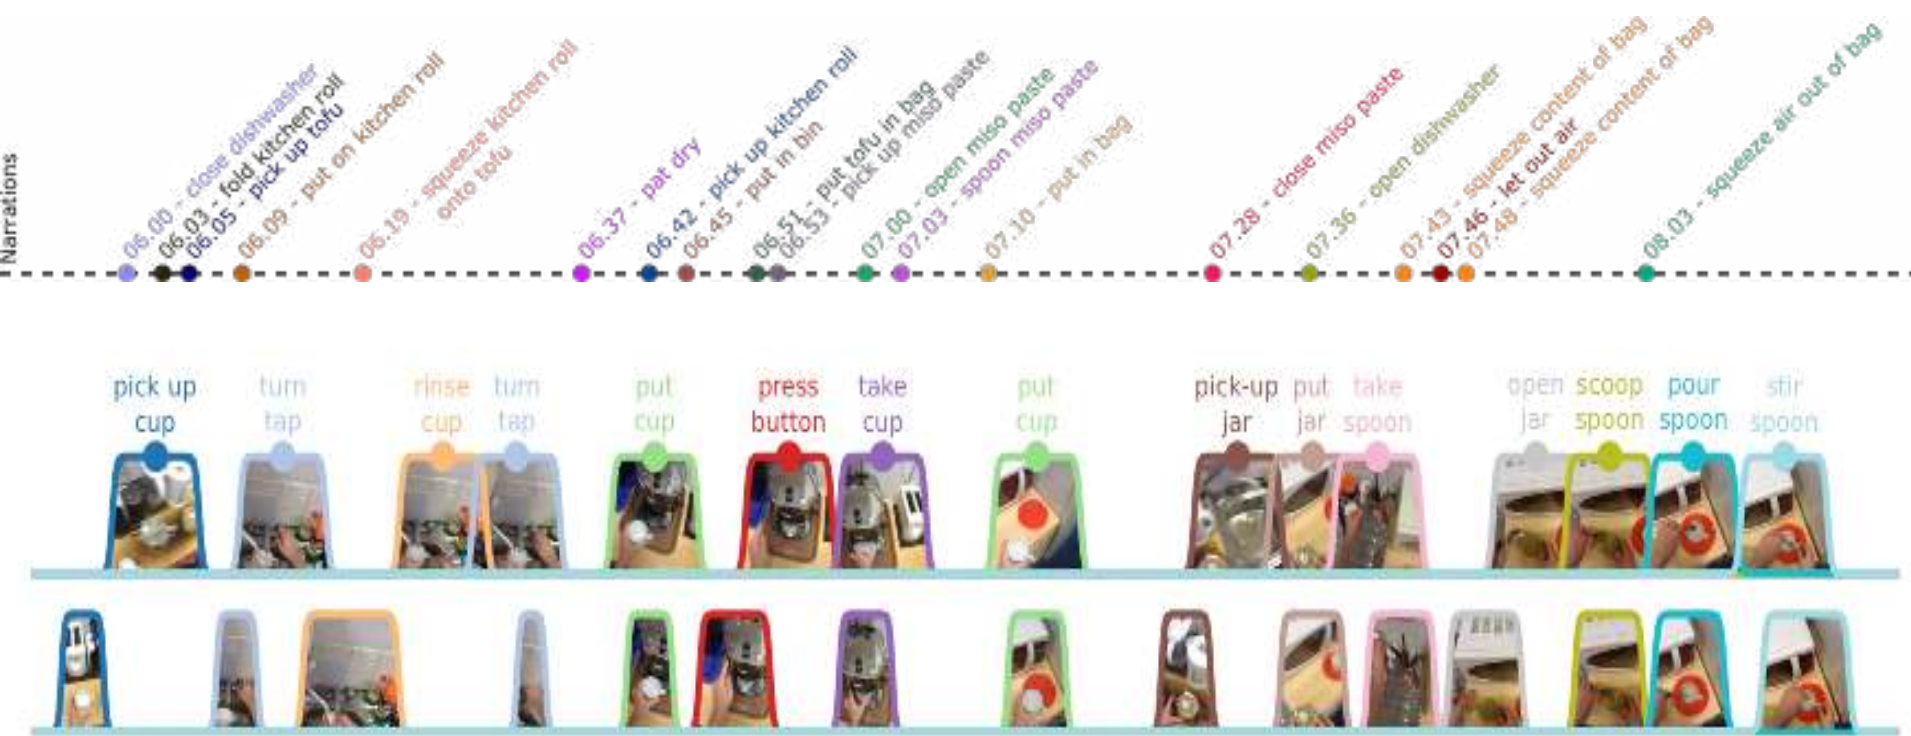 Narrations
06.00 - close dishwasher
06.03 - fold kitchen roll
06.05 - pick up tofu
06.09 - put on kitchen roll
06.19 - squeeze kitchen roll
onto tofu
06.37 - pat dry
06.42 - pick up kitchen roll
06.45 - put in bin
06.51 - put tofu in bag
06.53 - pick up miso paste
07.00 - open miso paste
07.03 - spoon miso paste
07.10 - put in bag
07.28 - close miso paste
07.36 - open dishwasher
07.43 - squeeze content of bag
07.46 - let out air
07.48 - squeeze content of bag
08.03 - squeeze air out of bag
pick up
cup
turn
tap
rinse
cup
turn
tap
put
cup
press
button
take
cup
put
cup
pick-up
jar
put
jar
take
spoon
open
jar
scoop
spoon
pour
spoon
stir
spoon